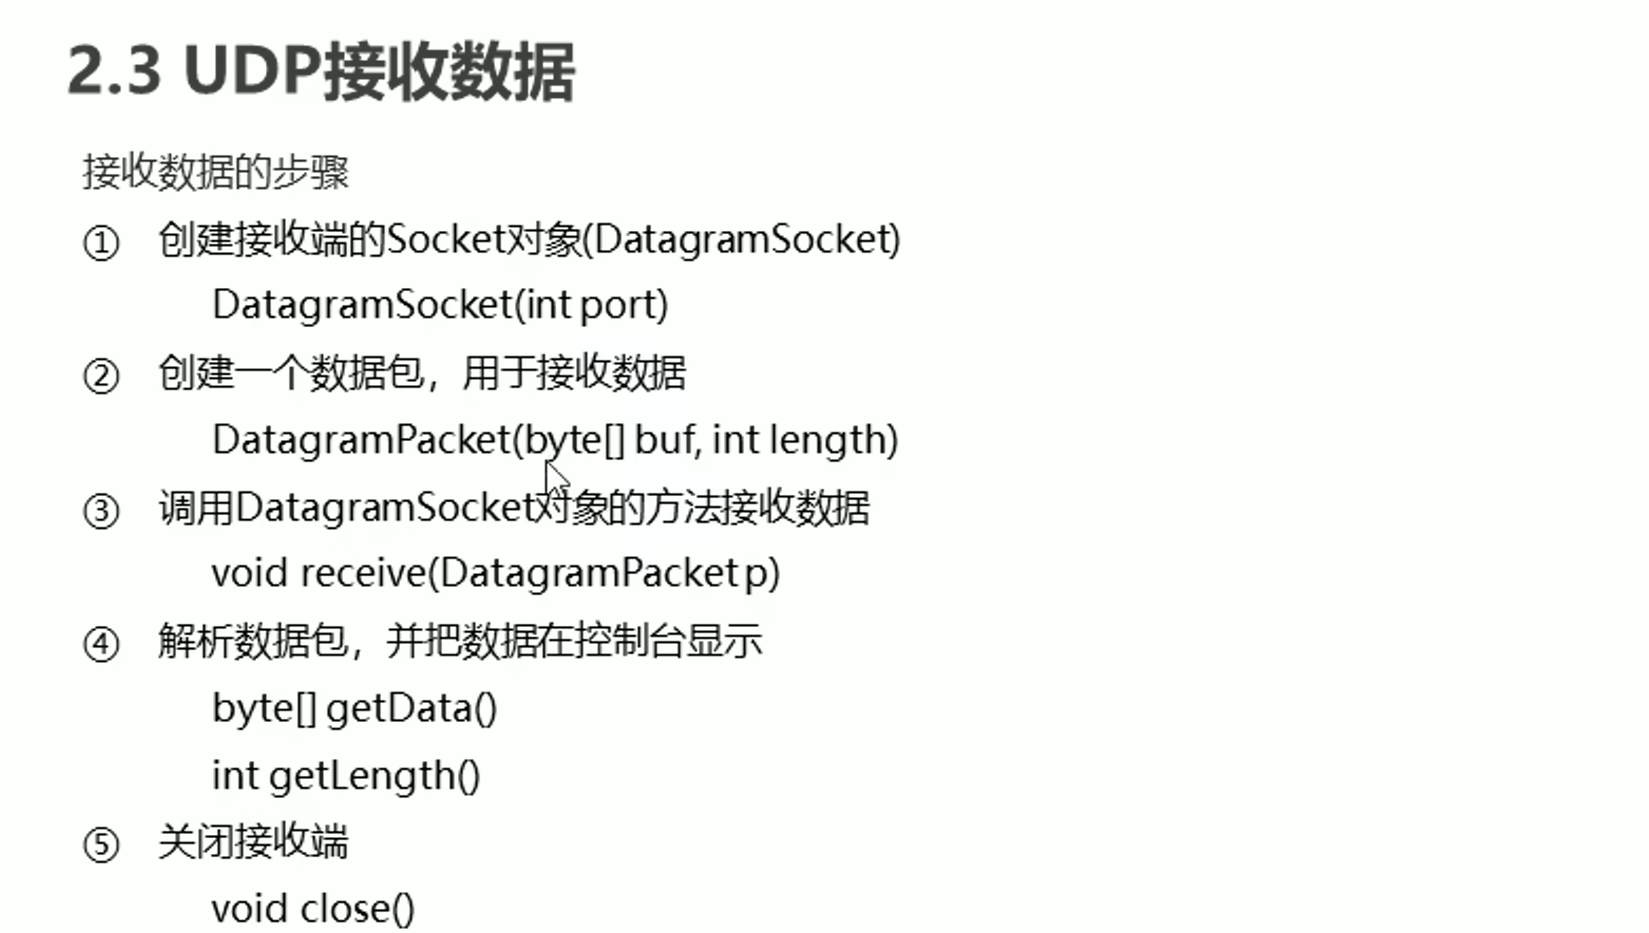 2.3 UDP接收数据
接收数据的步骤
① 创建接收端的Socket对象(DatagramSocket)
DatagramSocket(int port)
② 创建一个数据包，用于接收数据
DatagramPacket(byte[] buf, int length)
③ 调用DatagramSocket对象的方法接收数据
void receive(DatagramPacket p)
④ 解析数据包，并把数据在控制台显示
byte[] getData()
int getLength()
⑤ 关闭接收端
void close()